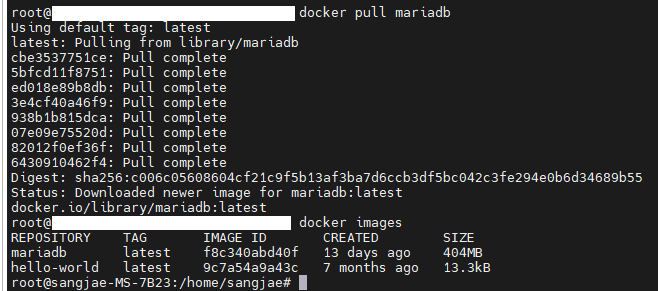 root@ docker pull mariadb
Using default tag: latest
latest: Pulling from library/mariadb
cbe3537751ce: Pull complete
5bfcd11f8751: Pull complete
ed018e89b8db: Pull complete
3e4cf40a46f9: Pull complete
938b1b815dca: Pull complete
07e09e75520d: Pull complete
82012f0ef36f: Pull complete
6430910462f4: Pull complete
Digest: sha256:c006c05608604cf21c9f5b13af3ba7d6ccb3df5bc042c3fe294e0b6d34689b55
Status: Downloaded newer image for mariadb:latest
docker.io/library/mariadb:latest
root@ docker images
REPOSITORY TAG IMAGE ID CREATED SIZE
mariadb latest f8c340abd40f 13 days ago 404MB
hello-world latest 9c7a54a9a43c 7 months ago 13.3kB
root@sangjae-MS-7B23:/home/sangjae#